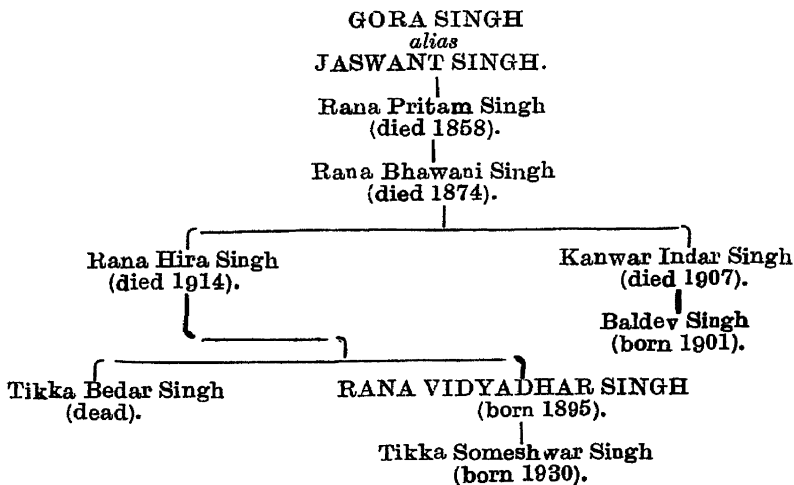 GORA SINGH
alias
JASWANT SINGH.
Rana Pritam Singh
(died 1858).
Rana Bhawani Singh
(died 1874).
Rana Hira Singh
(died 1914).
Kanwar Indar Singh
(died 1907).
Baldev Singh
(born 1901).
Tikka Bedar Singh
(dead).
RANA VIDYADHAR SINGH
(born 1895).
Tikka Someshwar Singh
(born 1930).